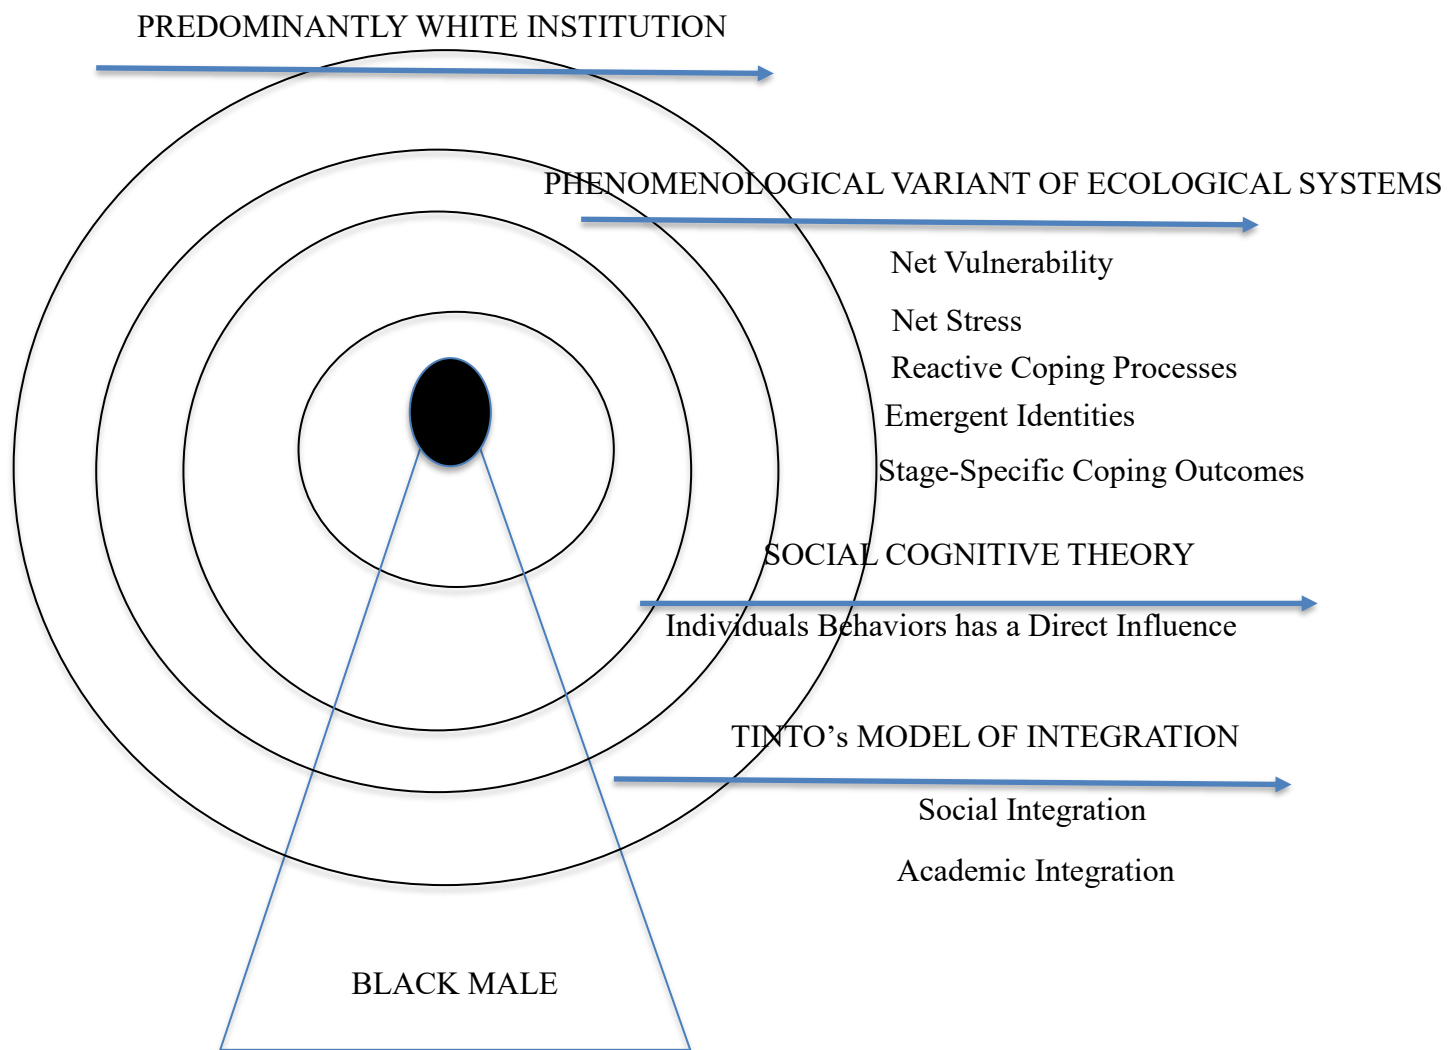 PREDOMINANTLY WHITE INSTITUTION
PHENOMENOLOGICAL VARIANT OF ECOLOGICAL SYSTEMS
Net Vulnerability
Net Stress
Reactive Coping Processes
Emergent Identities
Stage-Specific Coping Outcomes
SOCIAL COGNITIVE THEORY
Individuals Behaviors has a Direct Influence
TINTO’s MODEL OF INTEGRATION
Social Integration
Academic Integration
BLACK MALE